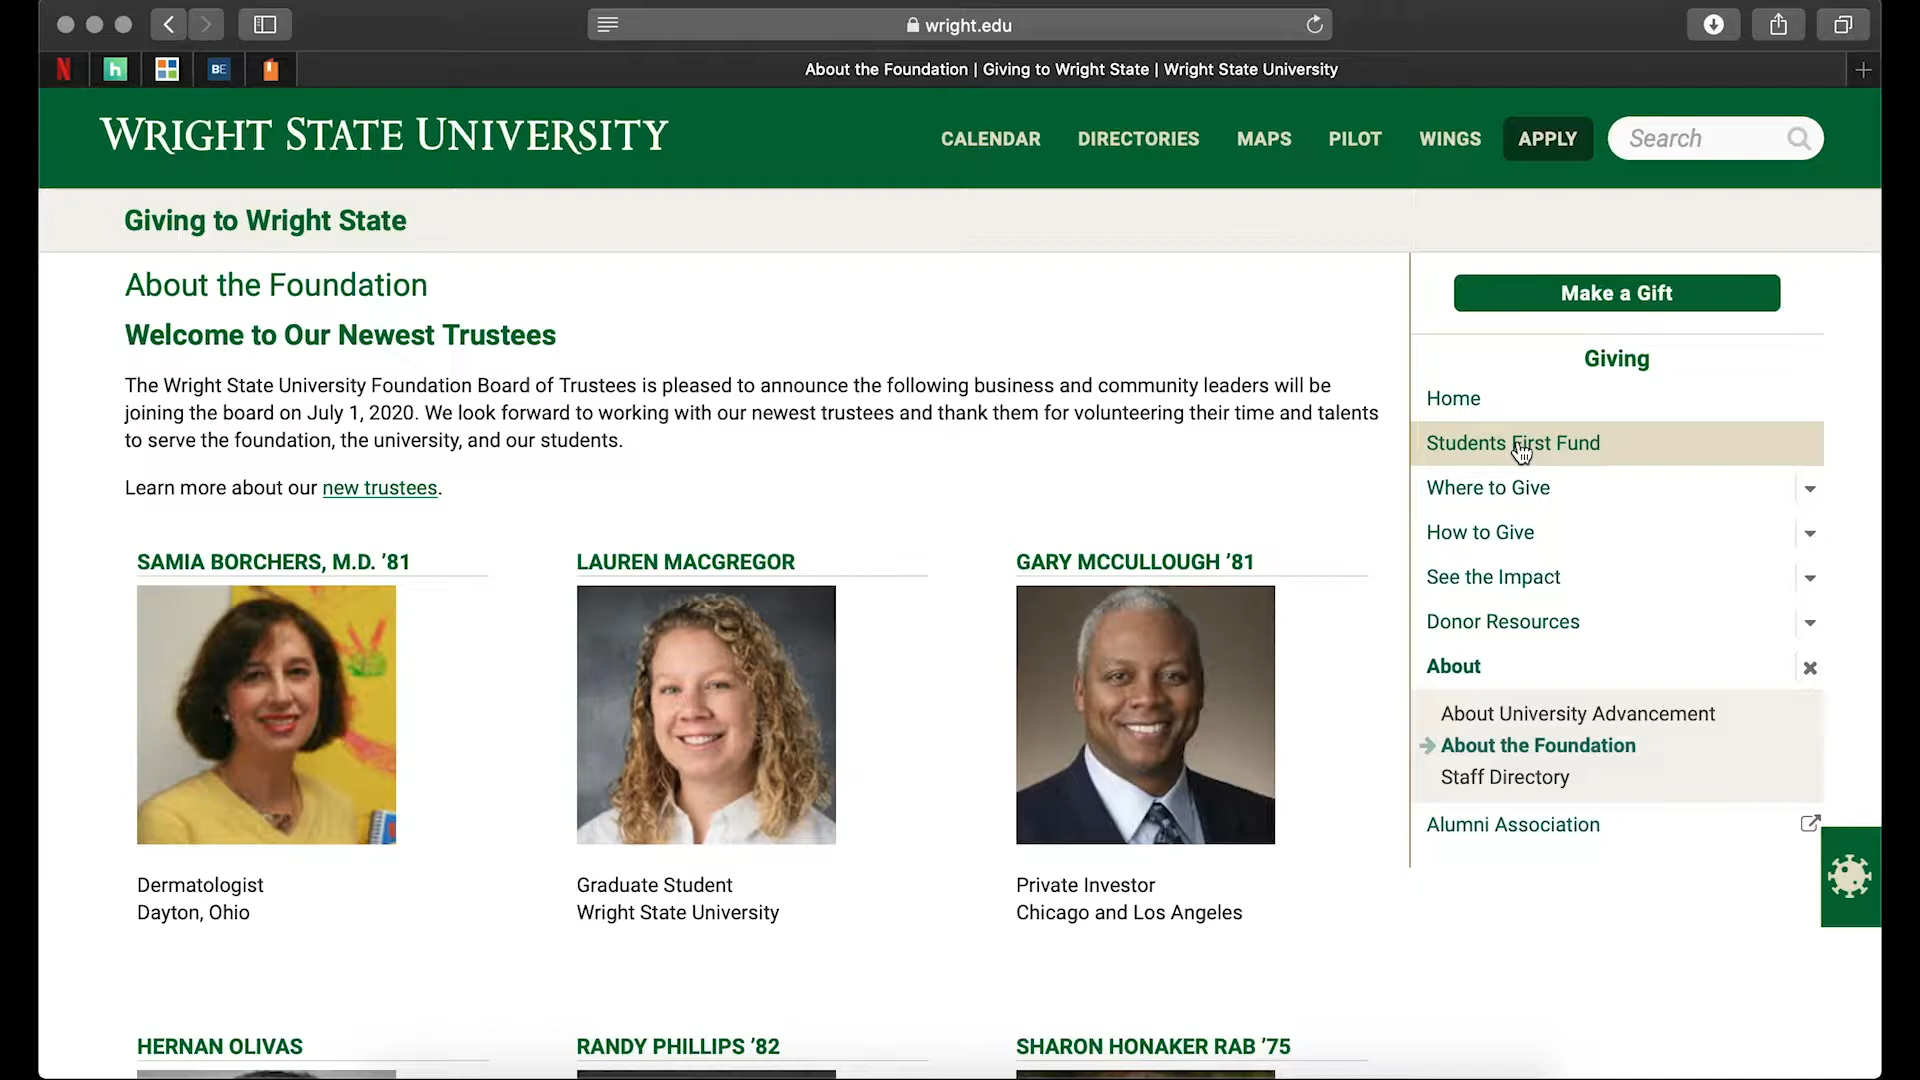 wright.edu
N
h
BE
About the Foundation | Giving to Wright State | Wright State University
WRIGHT STATE UNIVERSITY
CALENDAR
DIRECTORIES
MAPS
PILOT
WINGS
APPLY
Search
Giving to Wright State
About the Foundation
Welcome to Our Newest Trustees
The Wright State University Foundation Board of Trustees is pleased to announce the following business and community leaders will be
joining the board on July 1, 2020. We look forward to working with our newest trustees and thank them for volunteering their time and talents
to serve the foundation, the university, and our students.
Learn more about our new trustees.
SAMIA BORCHERS, M.D. ’81
Dermatologist
Dayton, Ohio
LAUREN MACGREGOR
Graduate Student
Wright State University
GARY MCCULLOUGH ’81
Private Investor
Chicago and Los Angeles
HERNAN OLIVAS
RANDY PHILLIPS ’82
SHARON HONAKER RAB ’75
Make a Gift
Giving
Home
Students First Fund
Where to Give
How to Give
See the Impact
Donor Resources
About
About University Advancement
About the Foundation
Staff Directory
Alumni Association